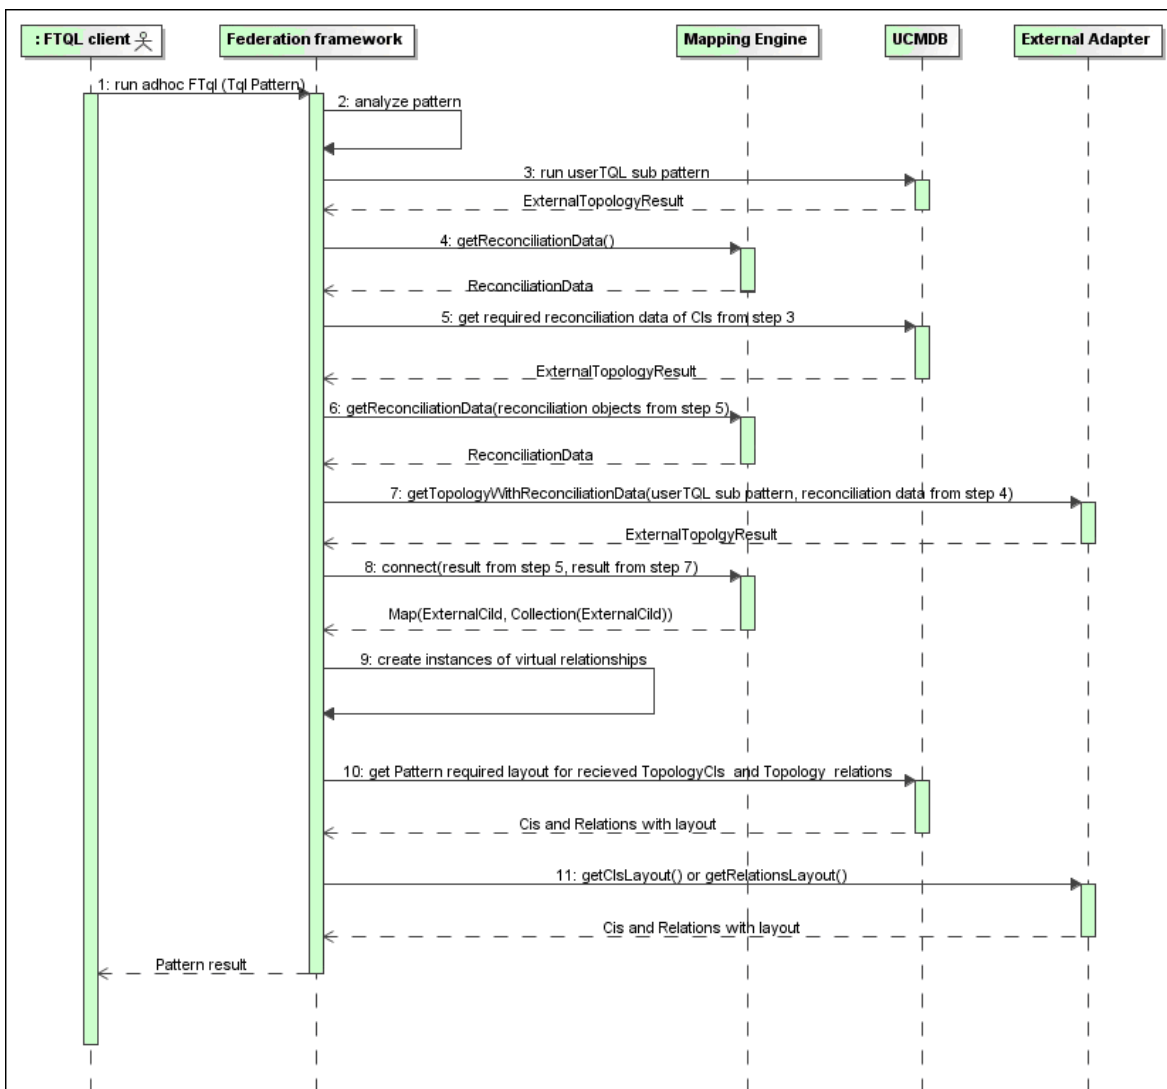 : FTQL client
Federation framework
Mapping Engine
UCMDB
External Adapter
1: run adhoc FTql (Tql Pattern)
2: analyze pattern
3: run userTQL sub pattern
ExternalTopologyResult
4: getReconciliationData()
ReconciliationData
5: get required reconciliation data of CIs from step 3
ExternalTopologyResult
6: getReconciliationData(reconciliation objects from step 5)
ReconciliationData
7: getTopologyWithReconciliationData(userTQL sub pattern, reconciliation data from step 4)
ExternalTopolgyResult
8: connect(result from step 5, result from step 7)
Map(ExternalCiId, Collection(ExternalCiId))
9: create instances of virtual relationships
10: get Pattern required layout for recieved TopologyCIs and Topology relations
Cis and Relations with layout
11: getCIsLayout() or getRelationsLayout()
Cis and Relations with layout
Pattern result